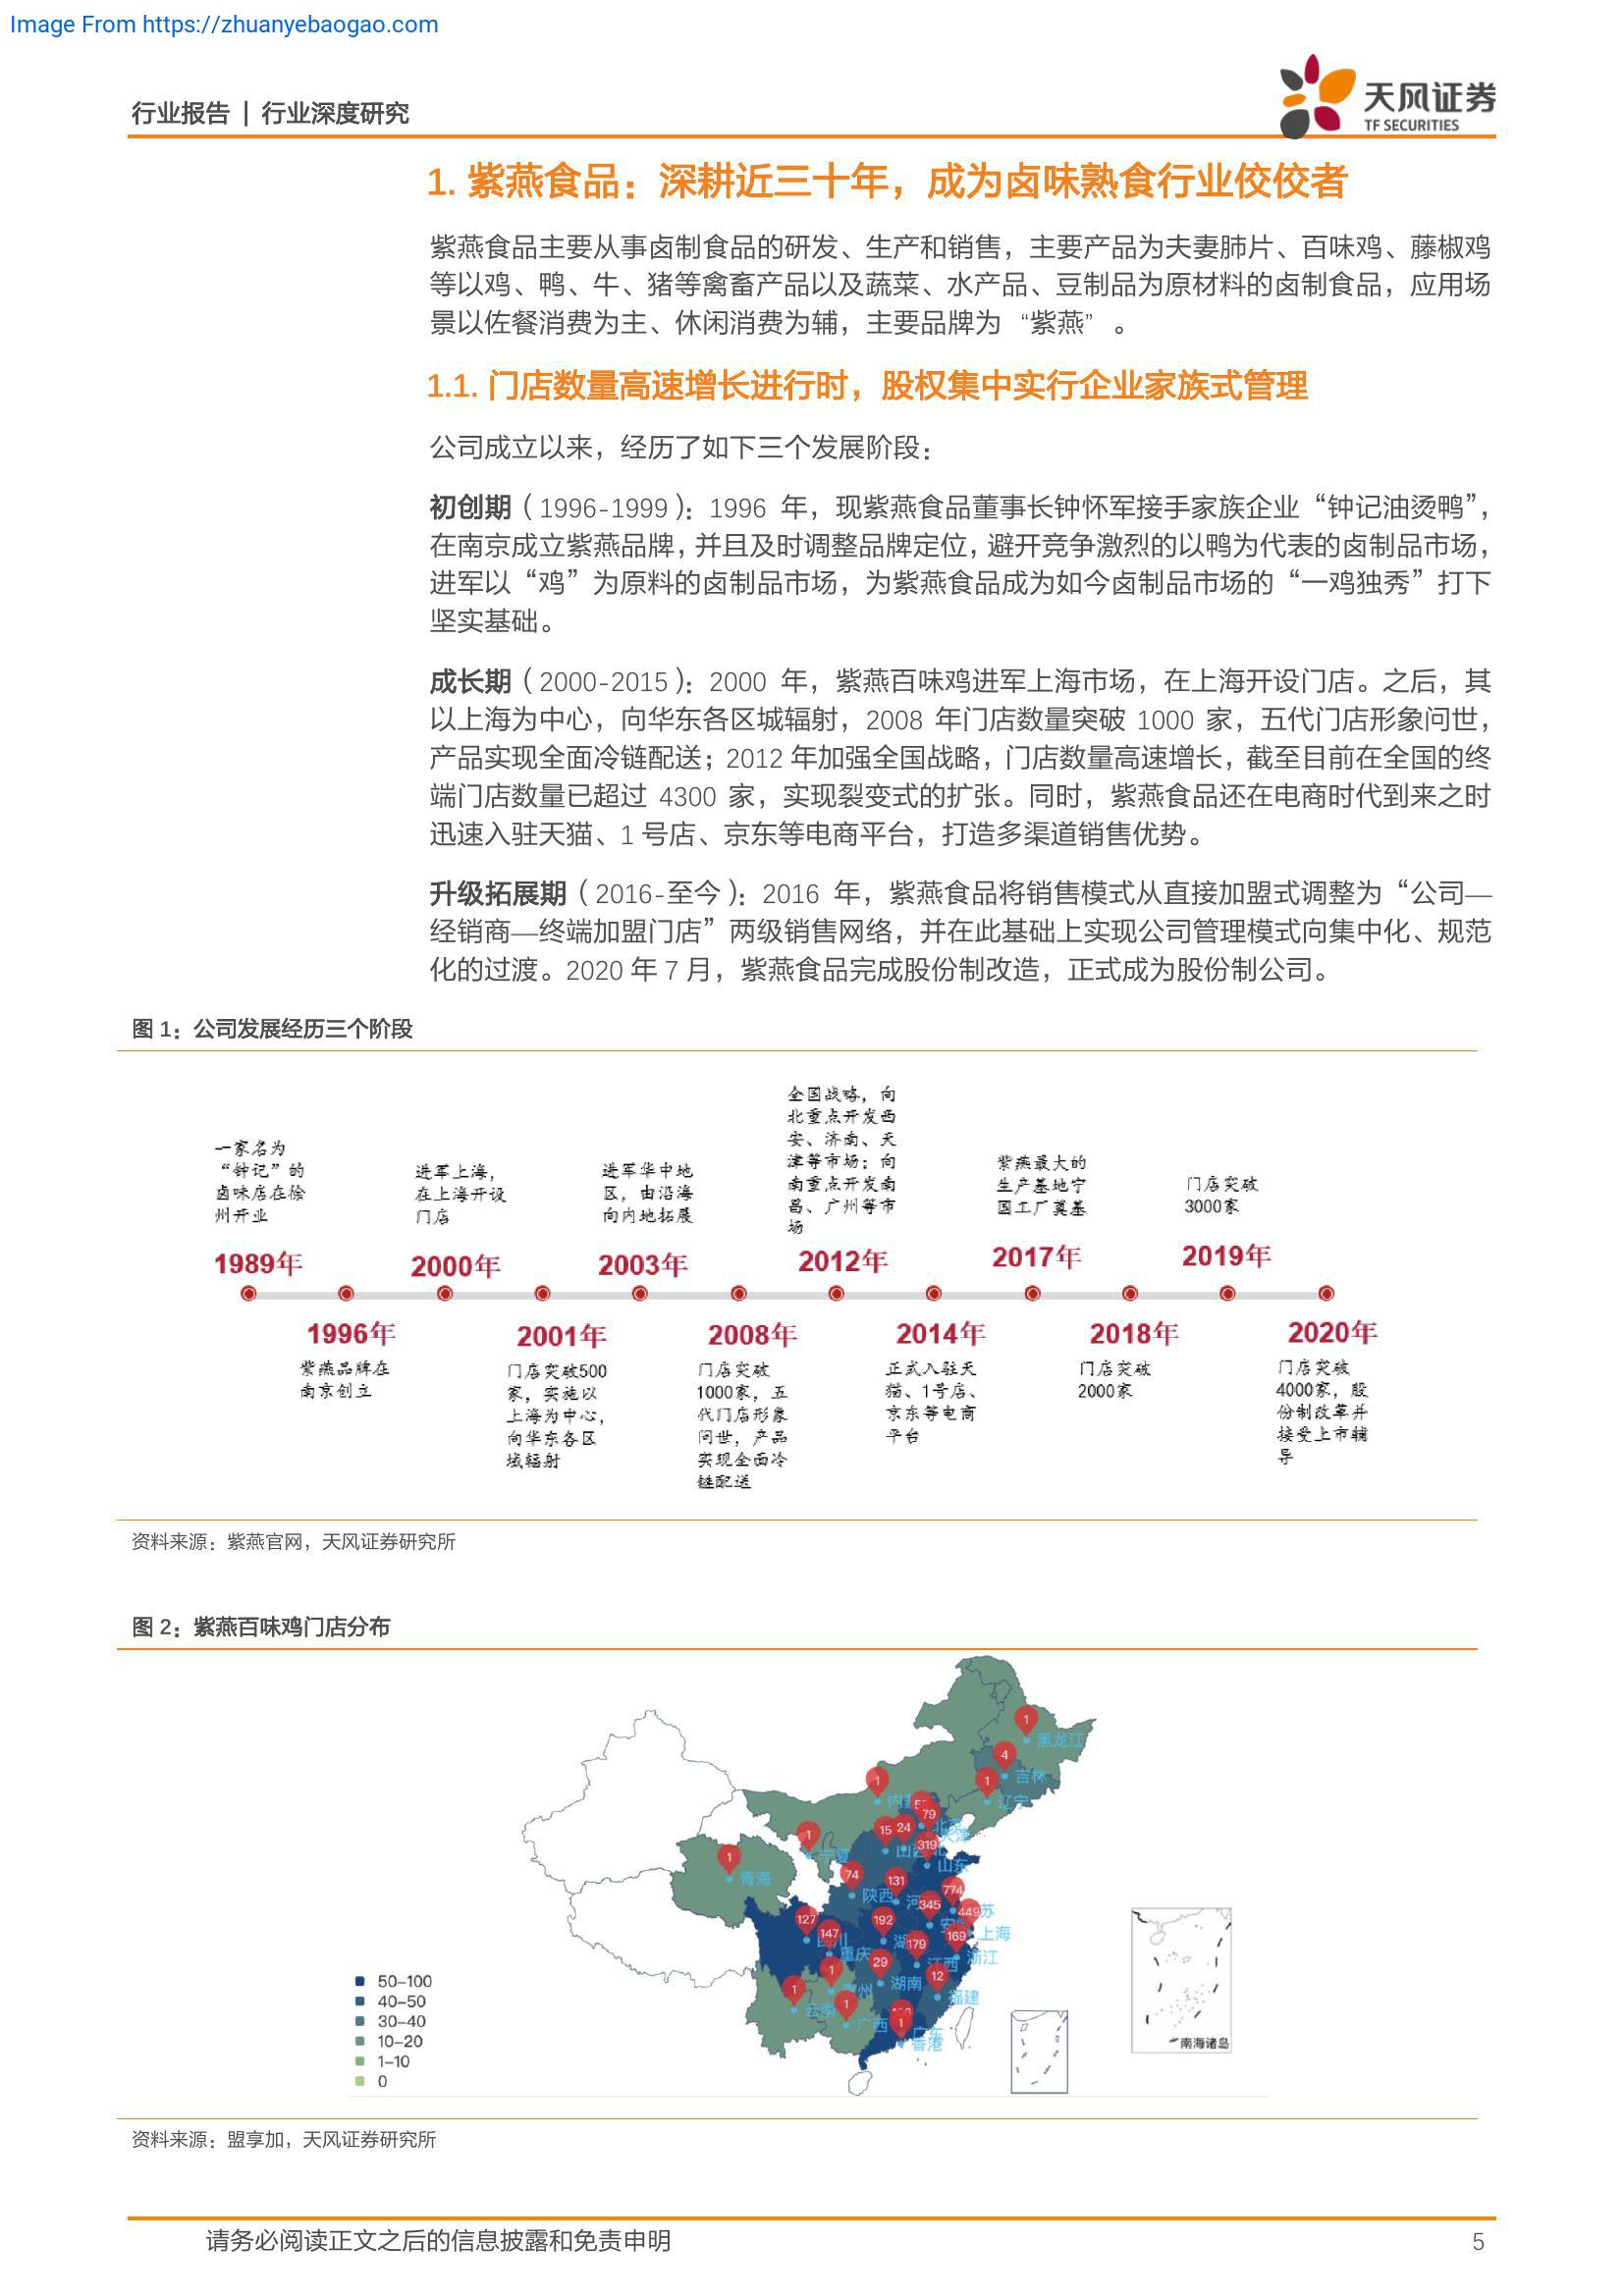 Image From https://zhuanyebaogao.com
行业报告 | 行业深度研究
天风证券
TF SECURITIES
1. 紫燕食品：深耕近三十年，成为卤味熟食行业佼佼者
紫燕食品主要从事卤制食品的研发、生产和销售，主要产品为夫妻肺片、百味鸡、藤椒鸡
等以鸡、鸭、牛、猪等禽畜产品以及蔬菜、水产品、豆制品为原材料的卤制食品，应用场
景以佐餐消费为主、休闲消费为辅，主要品牌为 “紫燕” 。
1.1. 门店数量高速增长进行时，股权集中实行企业家族式管理
公司成立以来，经历了如下三个发展阶段：
初创期（1996-1999）：1996 年，现紫燕食品董事长钟怀军接手家族企业“钟记油烫鸭”，
在南京成立紫燕品牌，并且及时调整品牌定位，避开竞争激烈的以鸭为代表的卤制品市场，
进军以“鸡”为原料的卤制品市场，为紫燕食品成为如今卤制品市场的“一鸡独秀”打下
坚实基础。
成长期（2000-2015）：2000 年，紫燕百味鸡进军上海市场，在上海开设门店。之后，其
以上海为中心，向华东各区城辐射，2008 年门店数量突破 1000 家，五代门店形象问世，
产品实现全面冷链配送；2012 年加强全国战略，门店数量高速增长，截至目前在全国的终
端门店数量已超过 4300 家，实现裂变式的扩张。同时，紫燕食品还在电商时代到来之时
迅速入驻天猫、1 号店、京东等电商平台，打造多渠道销售优势。
升级拓展期（2016-至今）：2016 年，紫燕食品将销售模式从直接加盟式调整为“公司—
经销商—终端加盟门店”两级销售网络，并在此基础上实现公司管理模式向集中化、规范
化的过渡。2020 年 7 月，紫燕食品完成股份制改造，正式成为股份制公司。
图 1：公司发展经历三个阶段
一家名为
“钟记”的
卤味店在徐
州开业
1989年
1996年
紫燕品牌在
南京创立
进军上海，
在上海开设
门店
2000年
2001年
门店突破500
家，实施以
上海为中心，
向华东各区
域辐射
进军华中地
区，由沿海
向内地拓展
2003年
2008年
门店突破
1000家，五
代门店形象
问世，产品
实现全面冷
链配送
全国战略，向
北重点开发西
安、济南、天
津等市场；向
南重点开发南
昌、广州等市
场
2012年
2014年
正式入驻天
猫、1号店、
京东等电商
平台
紫燕最大的
生产基地宁
国工厂奠基
2017年
2018年
门店突破
2000家
门店突破
3000家
2019年
2020年
门店突破
4000家，股
份制改革并
接受上市辅
导
资料来源：紫燕官网，天风证券研究所
图 2：紫燕百味鸡门店分布
1
黑龙江
4
吉林
1
辽宁
1
79
15
24
319
山东
1
宁夏
1
青海
74
陕西
131
774
345
449
苏
上海
127
147
重庆
192
179
江西
169
浙江
29
湖南
12
福建
1
1
云南
1
广西
1
广东
香港
50–100
40–50
30–40
10–20
1–10
0
南海诸岛
资料来源：盟享加，天风证券研究所
请务必阅读正文之后的信息披露和免责申明
5